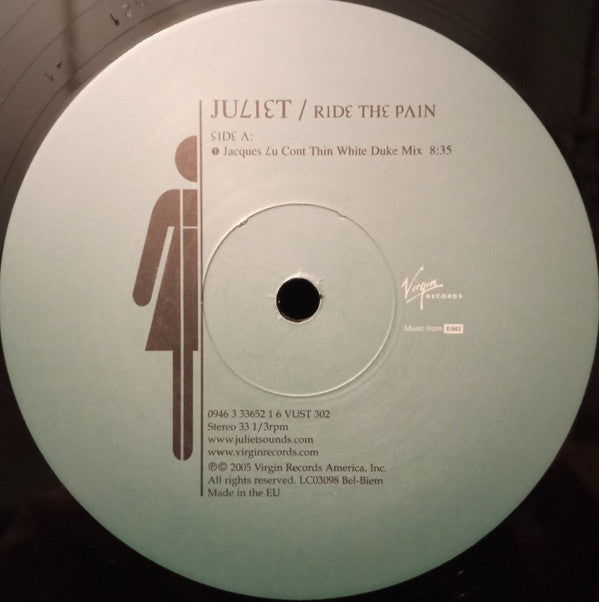 JULIET / RIDE THE PAIN
SIDE A:
❶ Jacques Lu Cont Thin White Duke Mix 8:35
Virgin
RECORDS
Music from EMI
0946 3 33652 1 6 VUST 302
Stereo 33 1/3rpm
www.julietsounds.com
www.virginrecords.com
℗© 2005 Virgin Records America, Inc.
All rights reserved. LC03098 Bel-Biem
Made in the EU